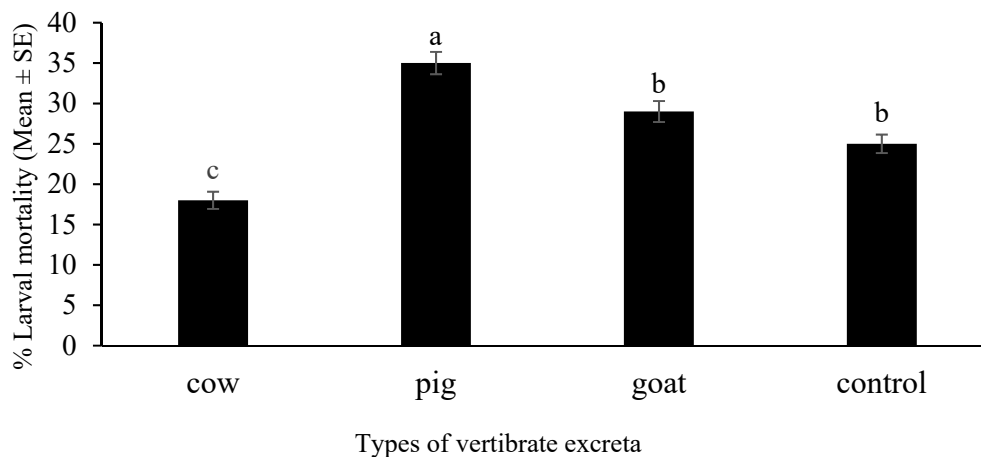 % Larval mortality (Mean ± SE)
40
35
30
25
20
15
10
5
0
c
a
b
b
cow pig goat control
Types of vertibrate excreta